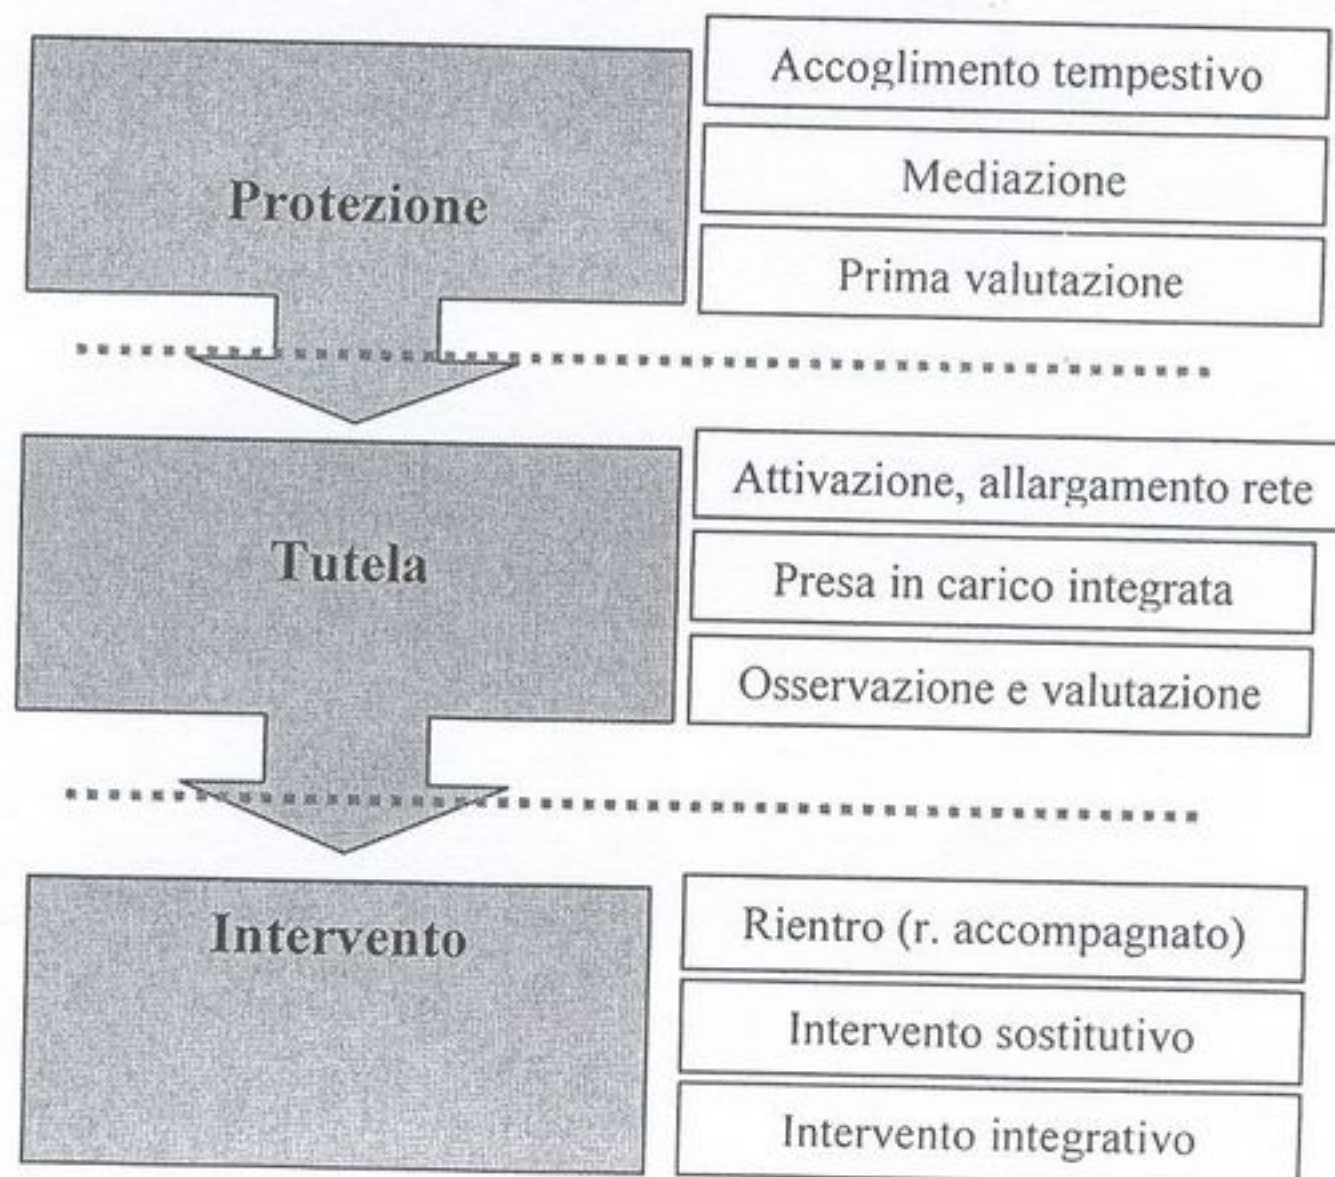 Protezione
Accoglimento tempestivo
Mediazione
Prima valutazione
Tutela
Attivazione, allargamento rete
Presa in carico integrata
Osservazione e valutazione
Intervento
Rientro (r. accompagnato)
Intervento sostitutivo
Intervento integrativo